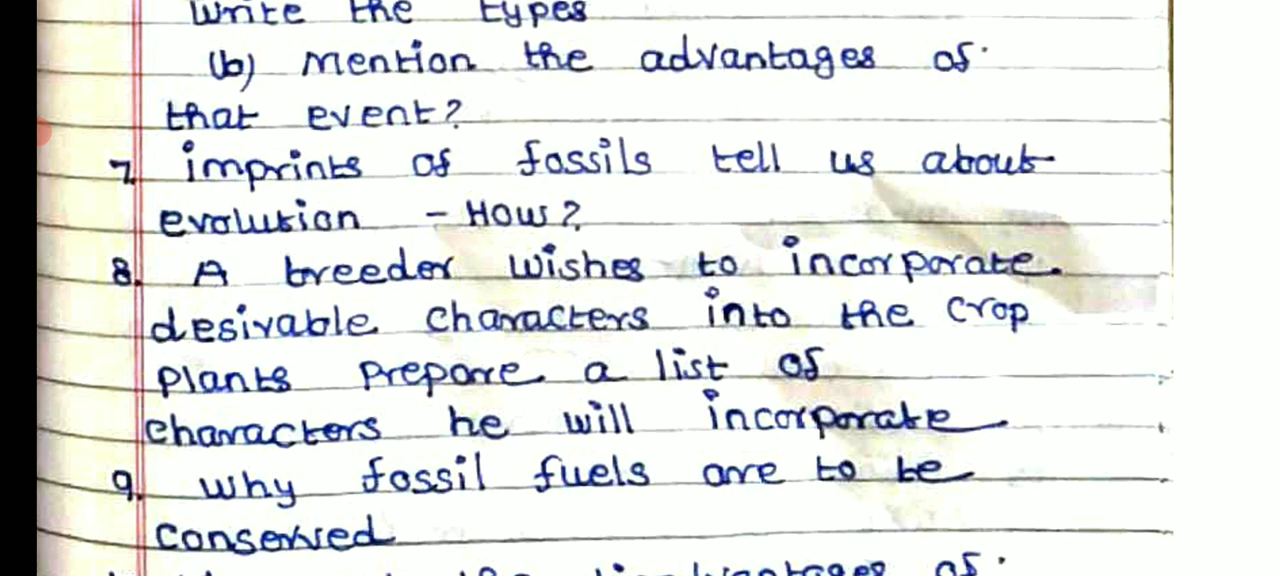 write the types
(b) mention the advantages of
that event?
7. imprints of fossils tell us about
evolution - How?
8. A breeder wishes to incorporate.
desirable characters into the crop
plants prepare a list of
characters he will incorporate
9. why fossil fuels are to be
conserved
of